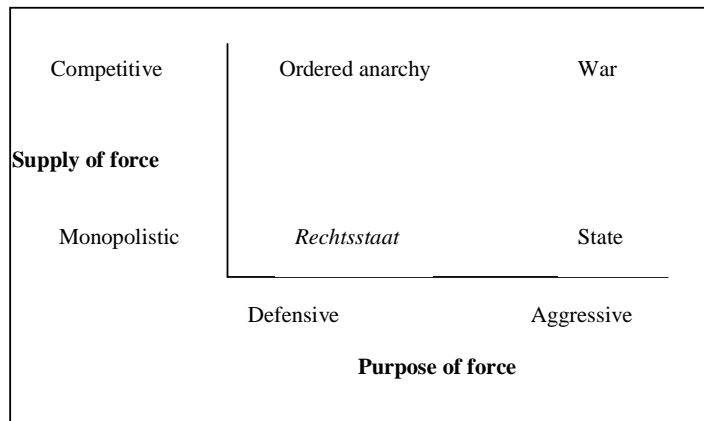 Competitive Ordered anarchy War
Supply of force
Monopolistic Rechtsstaat State
Defensive Aggressive
Purpose of force